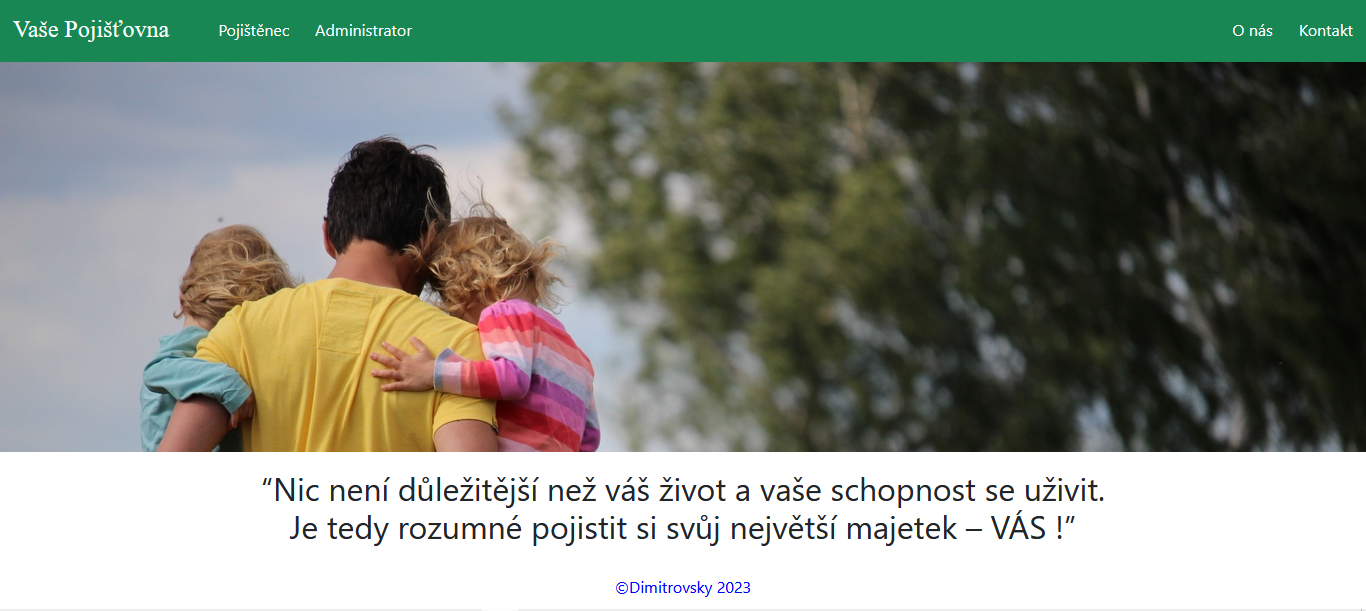 Vaše Pojišťovna Pojištěnec Administrator O nás Kontakt
“Nic není důležitější než váš život a vaše schopnost se uživit.
Je tedy rozumné pojistit si svůj největší majetek – VÁS !”
©Dimitrovsky 2023